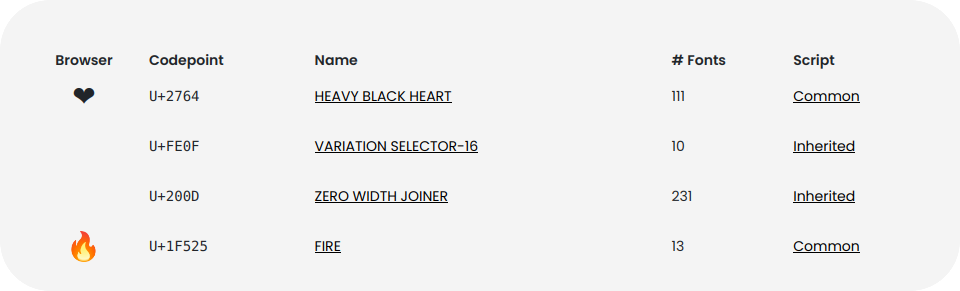 Browser Codepoint Name # Fonts Script
❤ U+2764 HEAVY BLACK HEART 111 Common
U+FE0F VARIATION SELECTOR-16 10 Inherited
U+200D ZERO WIDTH JOINER 231 Inherited
🔥 U+1F525 FIRE 13 Common